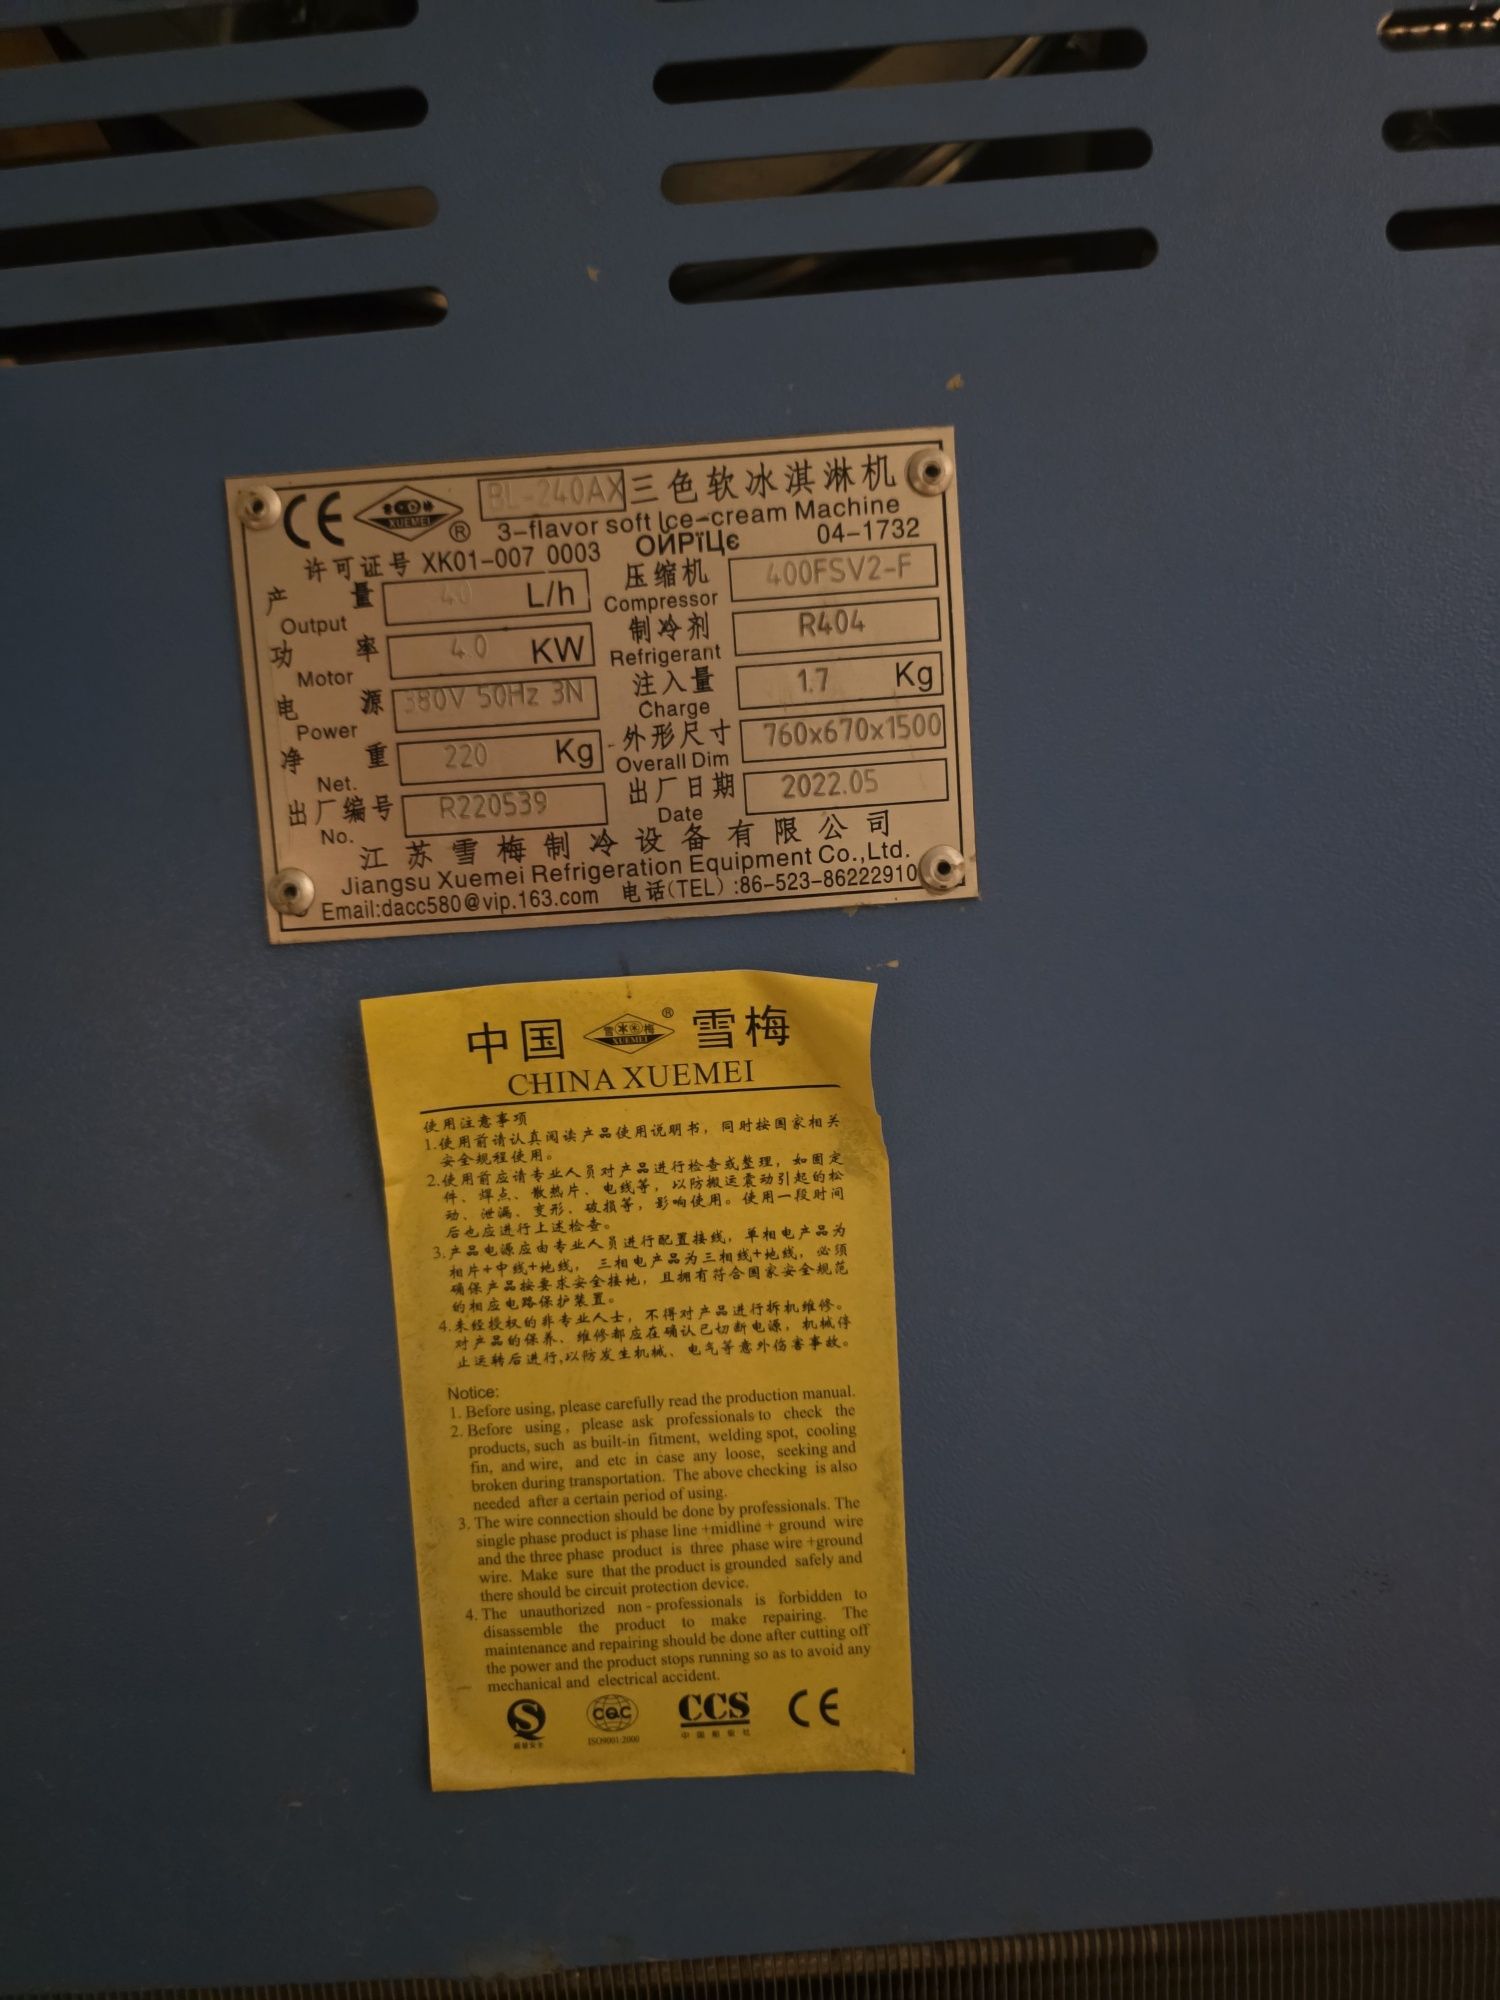 CE XUEMEI ® BL-240AX 三色软冰淇淋机
3-flavor soft Ice-cream Machine
许可证号 XK01-007 0003 ОЙРїЦє 04-1732
产量 40 L/h 压缩机 400FSV2-F
Output Compressor
功率 4.0 KW 制冷剂 R404
Motor Refrigerant
电源 380V 50Hz 3N 注入量 1.7 Kg
Power Charge
净重 220 Kg 外形尺寸 760x670x1500
Net. Overall Dim
出厂编号 R220539 出厂日期 2022.05
No. Date
江苏雪梅制冷设备有限公司
Jiangsu Xuemei Refrigeration Equipment Co.,Ltd.
Email:dacc580@vip.163.com 电话(TEL):86-523-86222910
中国 XUEMEI ® 雪梅
CHINA XUEMEI
使用注意事项
1.使用前请认真阅读产品使用说明书，同时按国家相关
安全规程使用。
2.使用前应请专业人员对产品进行检查或整理，如固定
件、焊点、散热片、电线等，以防搬运震动引起的松
动、泄漏、变形、破损等，影响使用。使用一段时间
后也应进行上述检查。
3.产品电源应由专业人员进行配置接线，单相电产品为
相片+中线+地线，三相电产品为三相线+地线，必须
确保产品按要求安全接地，且拥有符合国家安全规范
的相应电路保护装置。
4.未经授权的非专业人士，不得对产品进行拆机维修。
对产品的保养、维修都应在确认已切断电源，机械停
止运转后进行,以防发生机械、电气等意外伤害事故。
Notice:
1. Before using, please carefully read the production manual.
2. Before using , please ask professionals to check the
products, such as built-in fitment, welding spot, cooling
fin, and wire, and etc in case any loose, seeking and
broken during transportation. The above checking is also
needed after a certain period of using.
3. The wire connection should be done by professionals. The
single phase product is phase line +midline + ground wire
and the three phase product is three phase wire +ground
wire. Make sure that the product is grounded safely and
there should be circuit protection device.
4. The unauthorized non - professionals is forbidden to
disassemble the product to make repairing. The
maintenance and repairing should be done after cutting off
the power and the product stops running so as to avoid any
mechanical and electrical accident.
S CQC CCS CE
质量安全 ISO9001:2000 中国船级社